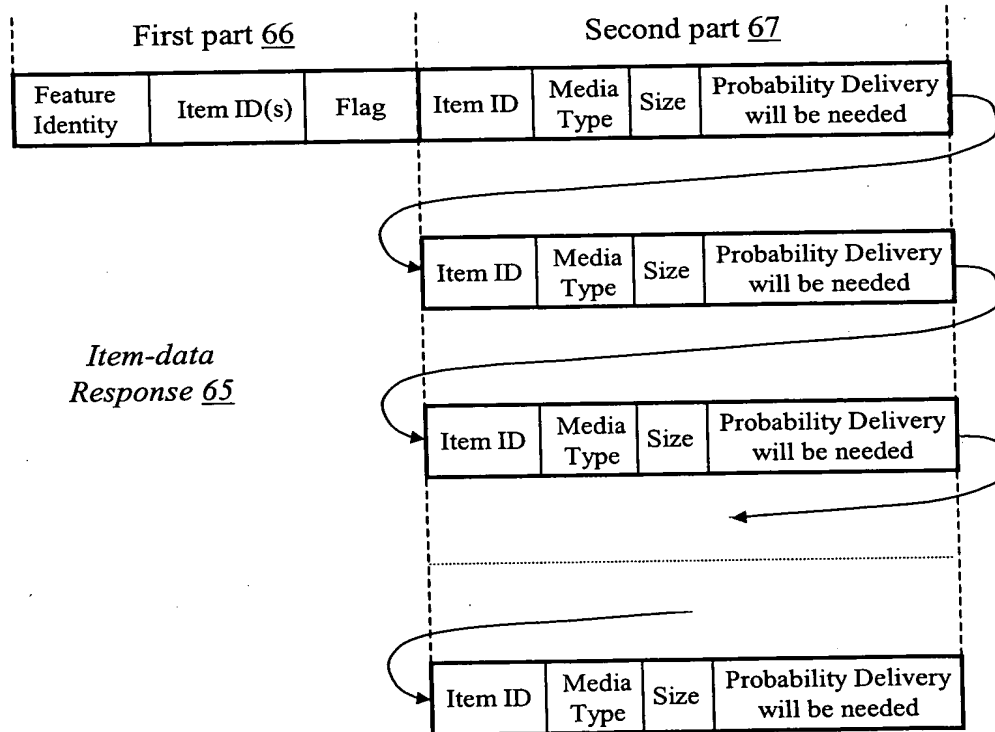 First part 66
Second part 67
Feature Identity
Item ID(s)
Flag
Item ID
Media Type
Size
Probability Delivery will be needed
Item ID
Media Type
Size
Probability Delivery will be needed
Item-data
Response 65
Item ID
Media Type
Size
Probability Delivery will be needed
Item ID
Media Type
Size
Probability Delivery will be needed